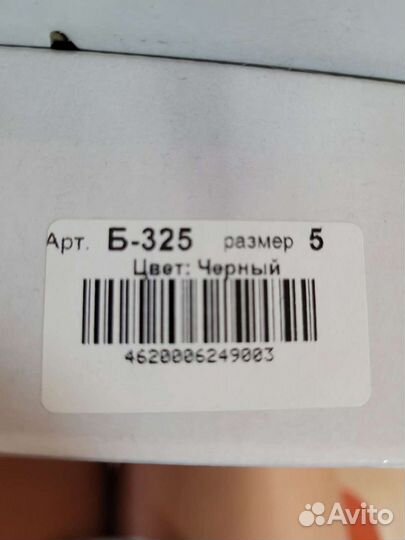 Арт. Б-325 размер 5
Цвет: Черный
4620006249003
Avito